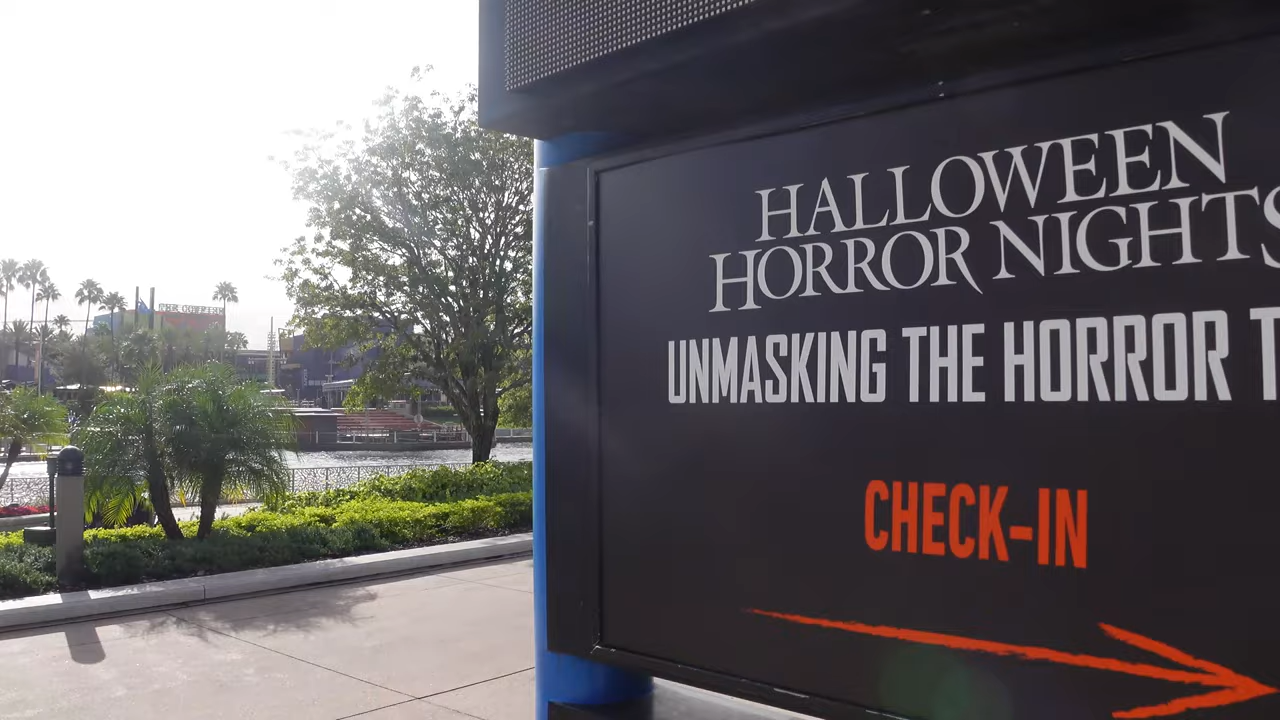 HALLOWEEN
HORROR NIGHTS
UNMASKING THE HORROR T
CHECK-IN